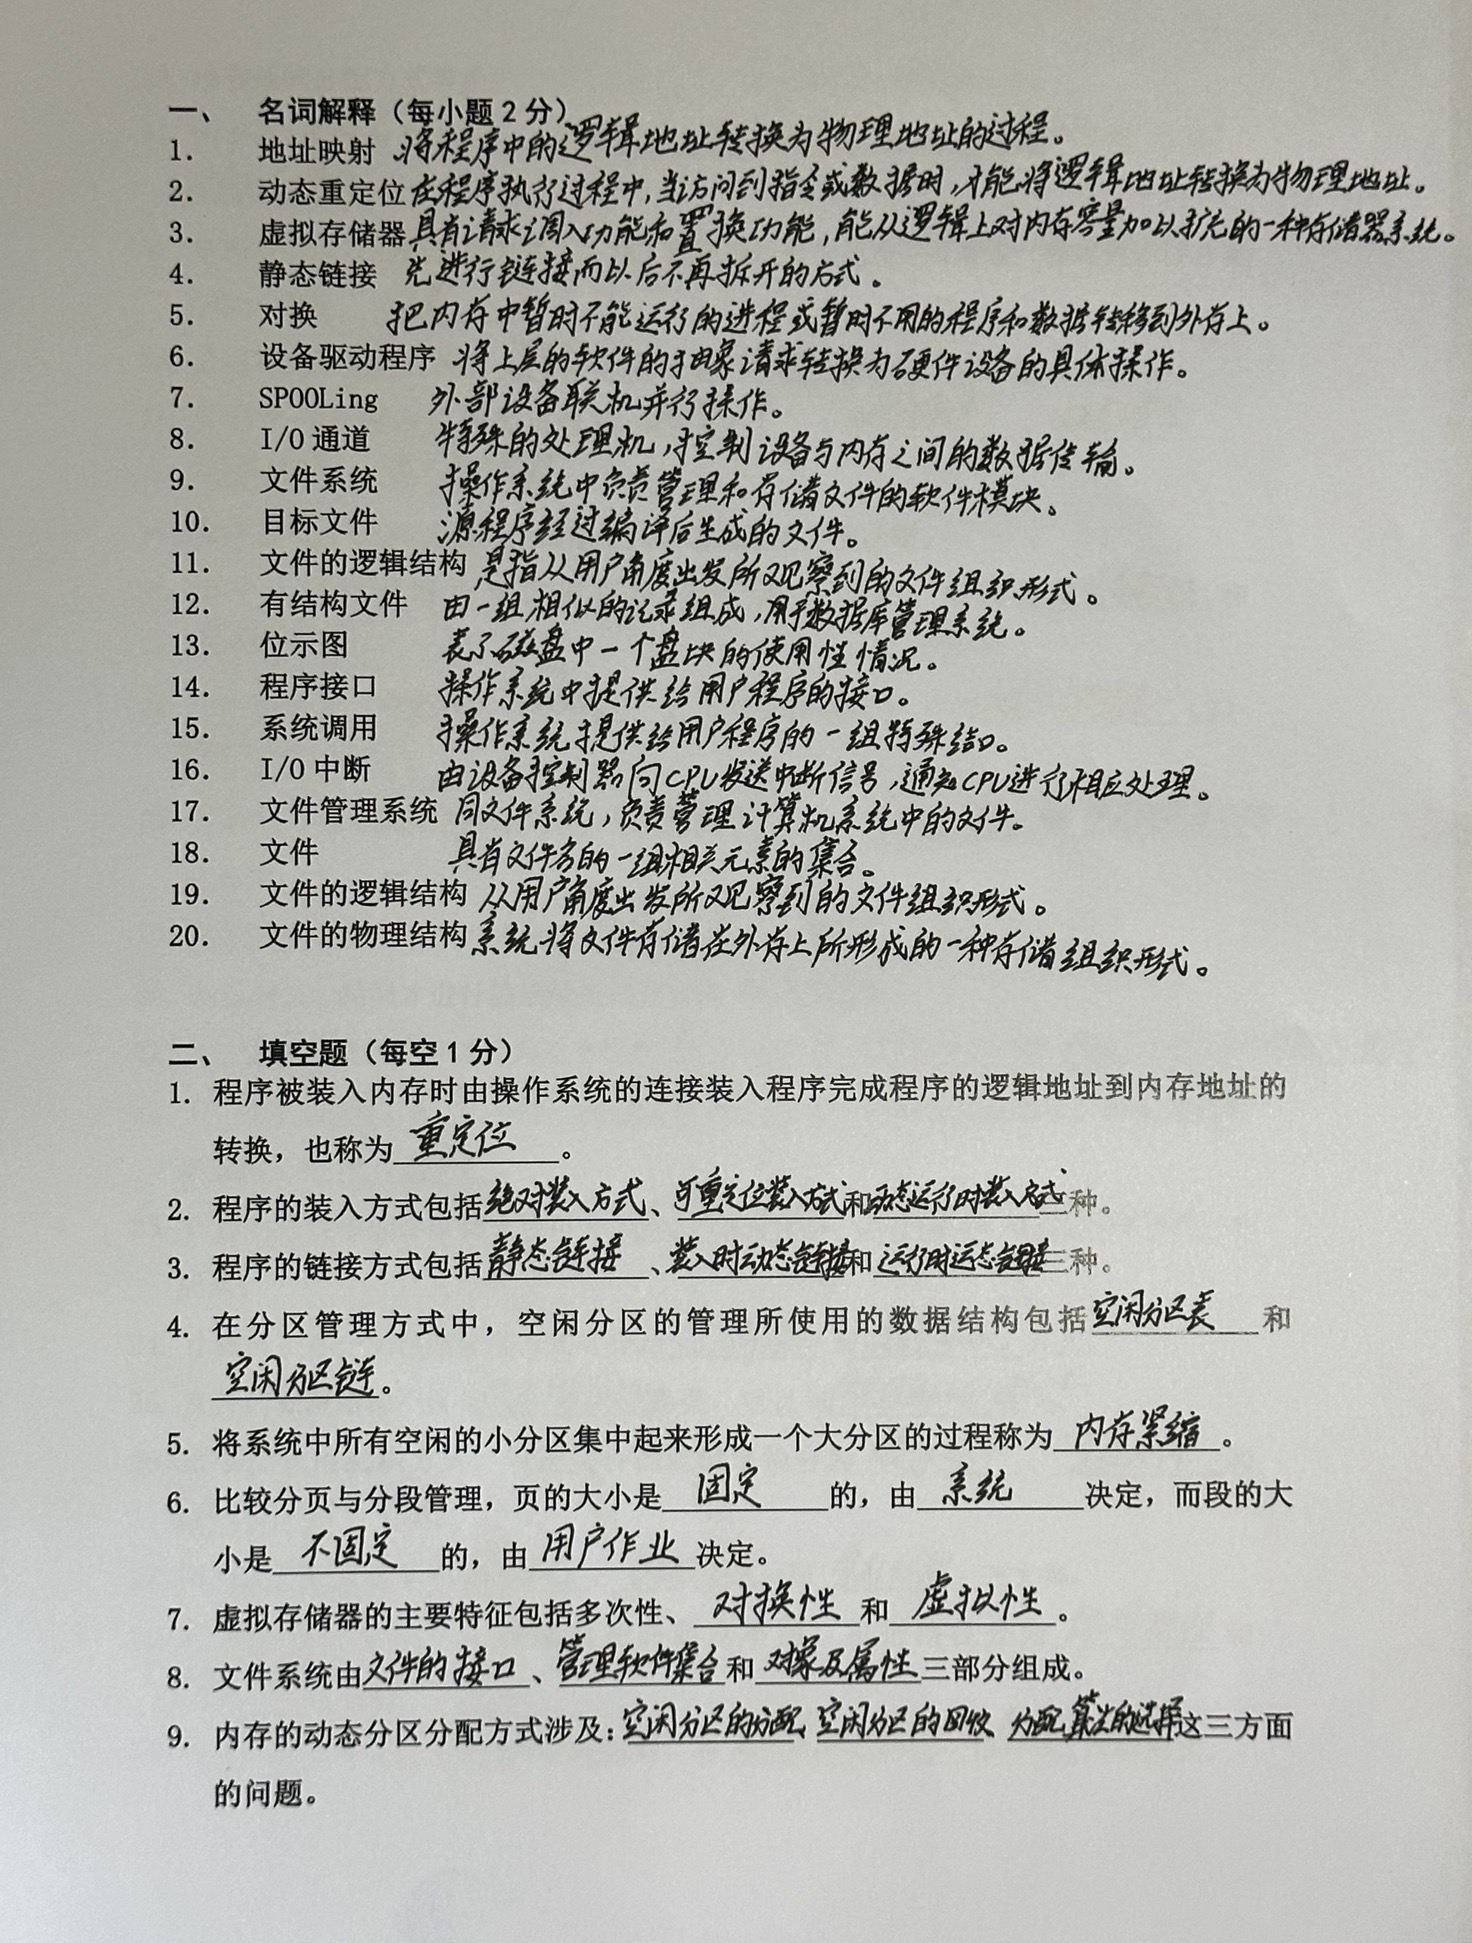 一、 名词解释（每小题2分）
1. 地址映射 将程序中的逻辑地址转换为物理地址的过程。
2. 动态重定位 在程序执行过程中,当访问到指令或数据时,才能将逻辑地址转换为物理地址。
3. 虚拟存储器 具有请求调入功能和置换功能,能从逻辑上对内存容量加以扩充的一种存储器系统。
4. 静态链接 先进行链接而以后不再拆开的方式。
5. 对换 把内存中暂时不能运行的进程或暂时不用的程序和数据转移到外存上。
6. 设备驱动程序 将上层的软件的抽象请求转换为硬件设备的具体操作。
7. SPOOLing 外部设备联机并行操作。
8. I/O通道 特殊的处理机,控制设备与内存之间的数据传输。
9. 文件系统 操作系统中负责管理和存储文件的软件模块。
10. 目标文件 源程序经过编译后生成的文件。
11. 文件的逻辑结构 是指从用户角度出发所观察到的文件组织形式。
12. 有结构文件 由一组相似的记录组成,用于数据库管理系统。
13. 位示图 表示磁盘中一个盘块的使用性情况。
14. 程序接口 操作系统中提供给用户程序的接口。
15. 系统调用 操作系统提供给用户程序的一组特殊结口。
16. I/O中断 由设备控制器向CPU发送中断信号,通知CPU进行相应处理。
17. 文件管理系统 同文件系统,负责管理计算机系统中的文件。
18. 文件 具有文件名的一组相关元素的集合。
19. 文件的逻辑结构 从用户角度出发所观察到的文件组织形式。
20. 文件的物理结构 系统将文件存储在外存上所形成的一种存储组织形式。
二、 填空题（每空1分）
1. 程序被装入内存时由操作系统的连接装入程序完成程序的逻辑地址到内存地址的
转换，也称为 重定位 。
2. 程序的装入方式包括绝对装入方式、可重定位装入方式和动态运行时装入方式三种。
3. 程序的链接方式包括静态链接、装入时动态链接和运行时运态链接三种。
4. 在分区管理方式中，空闲分区的管理所使用的数据结构包括空闲分区表 和
空闲分区链。
5. 将系统中所有空闲的小分区集中起来形成一个大分区的过程称为 内存紧缩 。
6. 比较分页与分段管理，页的大小是 固定 的，由 系统 决定，而段的大
小是 不固定 的，由 用户作业 决定。
7. 虚拟存储器的主要特征包括多次性、 对换性 和 虚拟性 。
8. 文件系统由文件的接口 、管理软件集合和 对象及属性 三部分组成。
9. 内存的动态分区分配方式涉及:空闲分区的分配、空闲分区的回收、分配算法的选择这三方面
的问题。